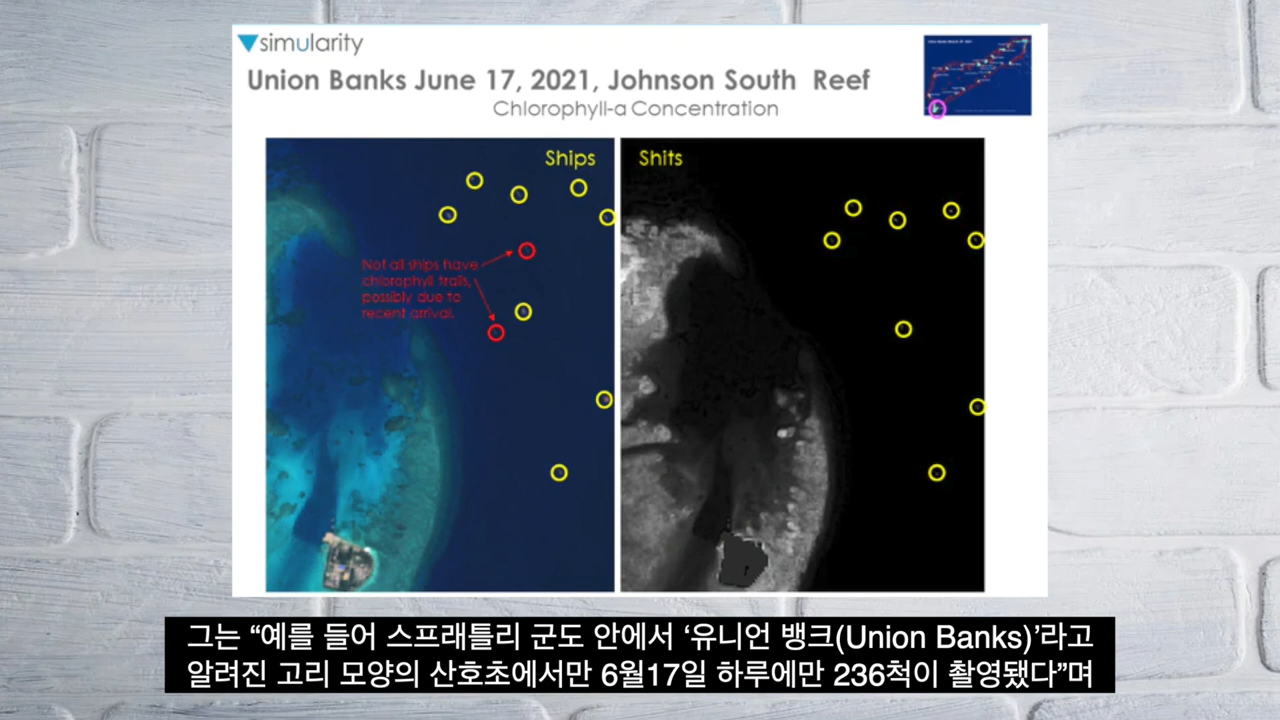 simularity
Union Banks June 17, 2021, Johnson South Reef
Chlorophyll-a Concentration
Ships
Shits
Not all ships have
chlorophyll trails,
possibly due to
recent arrival.
그는 “예를 들어 스프래틀리 군도 안에서 ‘유니언 뱅크(Union Banks)’라고
알려진 고리 모양의 산호초에서만 6월17일 하루에만 236척이 촬영됐다”며